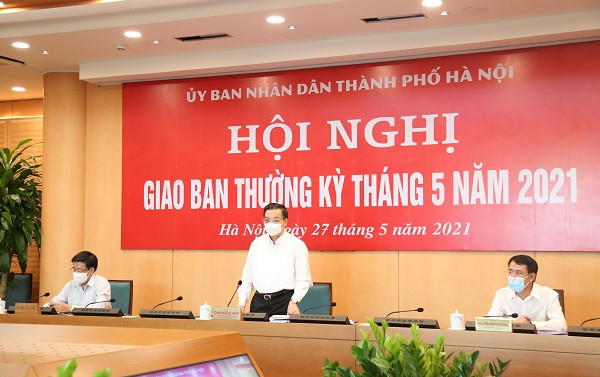 ỦY BAN NHÂN DÂN THÀNH PHỐ HÀ NỘI
HỘI NGHỊ
GIAO BAN THƯỜNG KỲ THÁNG 5 NĂM 2021
Hà Nội, ngày 27 tháng 5 năm 2021